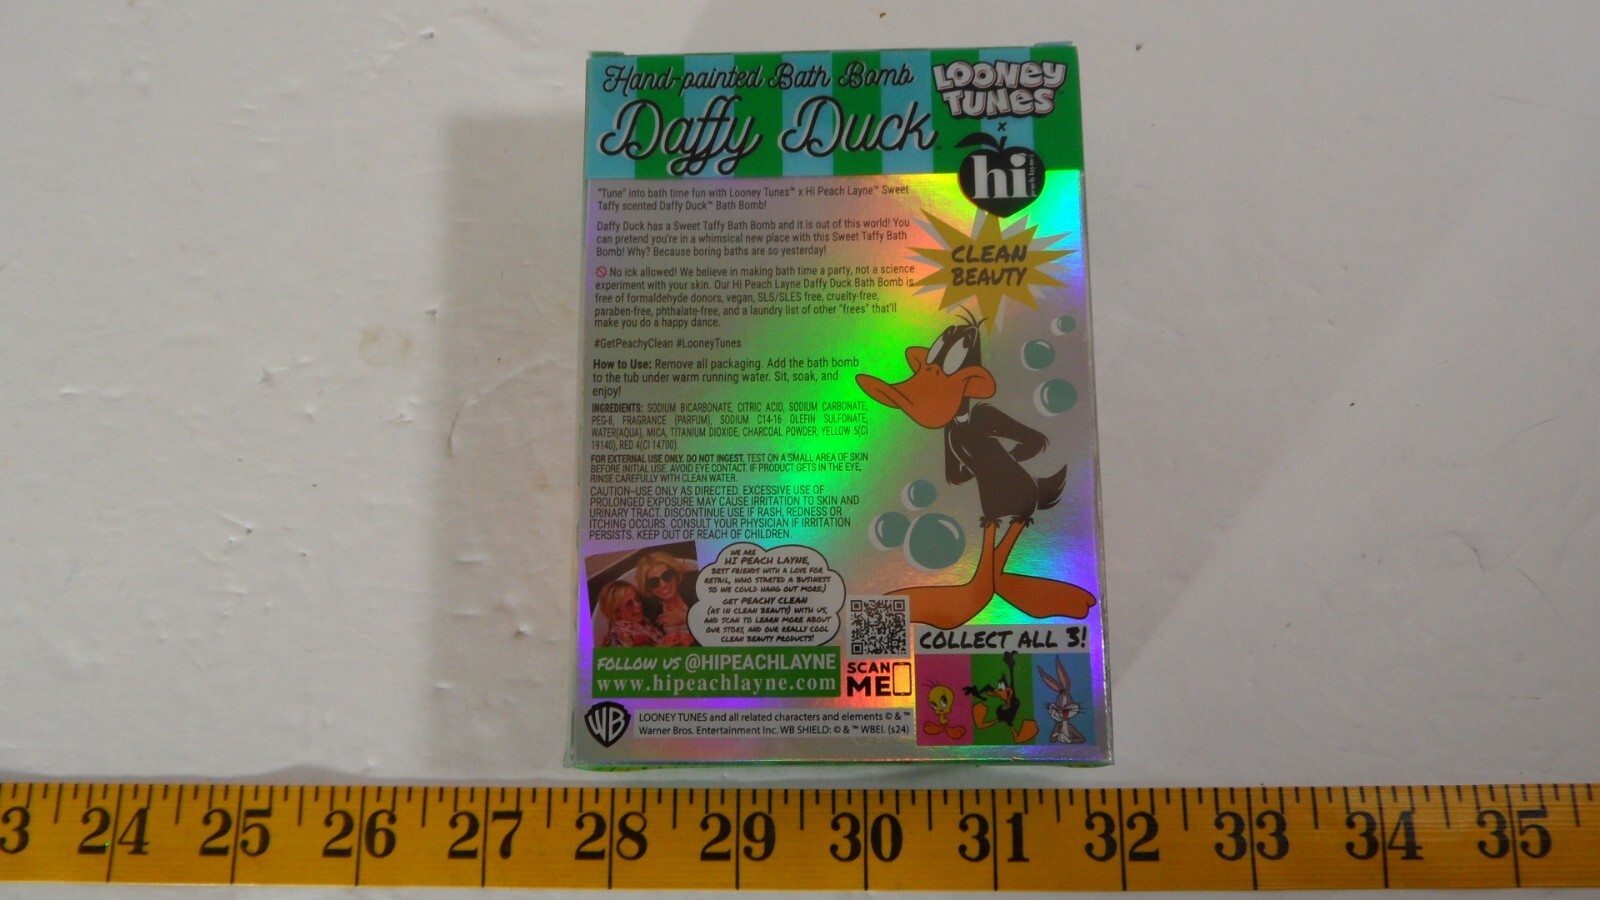 Hand-painted Bath Bomb
Daffy Duck™
LOONEY
TUNES™
x
hi
peach layne
"Tune" into bath time fun with Looney Tunes™ x Hi Peach Layne™ Sweet
Taffy scented Daffy Duck™ Bath Bomb!
Daffy Duck has a Sweet Taffy Bath Bomb and it is out of this world! You
can pretend you're in a whimsical new place with this Sweet Taffy Bath
Bomb! Why? Because boring baths are so yesterday!
CLEAN
BEAUTY
No ick allowed! We believe in making bath time a party, not a science
experiment with your skin. Our Hi Peach Layne Daffy Duck Bath Bomb is
free of formaldehyde donors, vegan, SLS/SLES free, cruelty-free,
paraben-free, phthalate-free, and a laundry list of other "frees" that'll
make you do a happy dance.
#GetPeachyClean #LooneyTunes
How to Use: Remove all packaging. Add the bath bomb
to the tub under warm running water. Sit, soak, and
enjoy!
INGREDIENTS: SODIUM BICARBONATE, CITRIC ACID, SODIUM CARBONATE,
PEG-8, FRAGRANCE (PARFUM), SODIUM C14-16 OLEFIN SULFONATE,
WATER(AQUA), MICA, TITANIUM DIOXIDE, CHARCOAL POWDER, YELLOW 5(CI
19140), RED 4(CI 14700).
FOR EXTERNAL USE ONLY. DO NOT INGEST. TEST ON A SMALL AREA OF SKIN
BEFORE INITIAL USE. AVOID EYE CONTACT. IF PRODUCT GETS IN THE EYE,
RINSE CAREFULLY WITH CLEAN WATER.
CAUTION–USE ONLY AS DIRECTED. EXCESSIVE USE OF
PROLONGED EXPOSURE MAY CAUSE IRRITATION TO SKIN AND
URINARY TRACT. DISCONTINUE USE IF RASH, REDNESS OR
ITCHING OCCURS. CONSULT YOUR PHYSICIAN IF IRRITATION
PERSISTS. KEEP OUT OF REACH OF CHILDREN.
WE ARE
HI PEACH LAYNE,
BEST FRIENDS WITH A LOVE FOR
RETAIL, WHO STARTED A BUSINESS
SO WE COULD HANG OUT MORE;)
GET PEACHY CLEAN
(AS IN CLEAN BEAUTY) WITH US,
AND SCAN TO LEARN MORE ABOUT
OUR STORY, AND OUR REALLY COOL
CLEAN BEAUTY PRODUCTS!
FOLLOW US @HIPEACHLAYNE
www.hipeachlayne.com
SCAN
ME
COLLECT ALL 3!
WB
LOONEY TUNES and all related characters and elements © & ™
Warner Bros. Entertainment Inc. WB SHIELD: © & ™ WBEI. (s24)
3 24 25 26 27 28 29 30 31 32 33 34 35